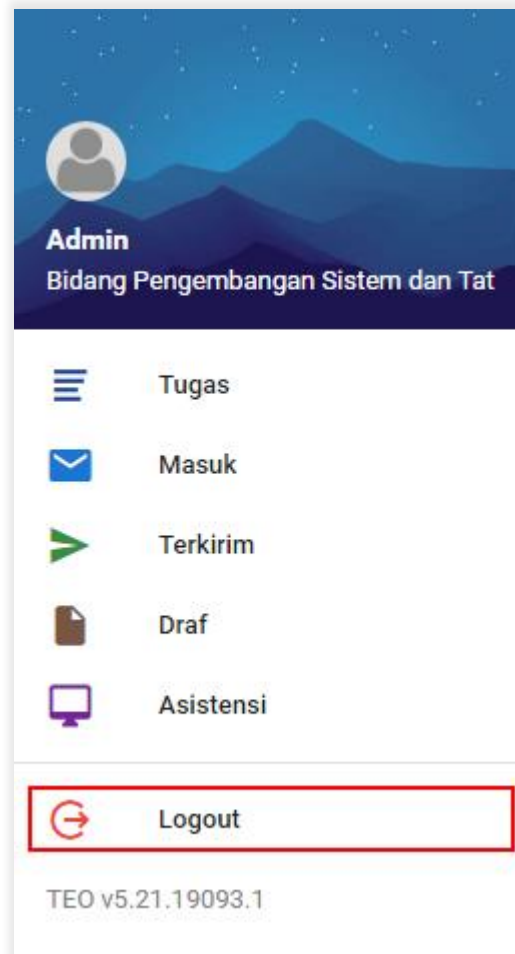 Admin
Bidang Pengembangan Sistem dan Tat
Tugas
Masuk
Terkirim
Draf
Asistensi
Logout
TEO v5.21.19093.1